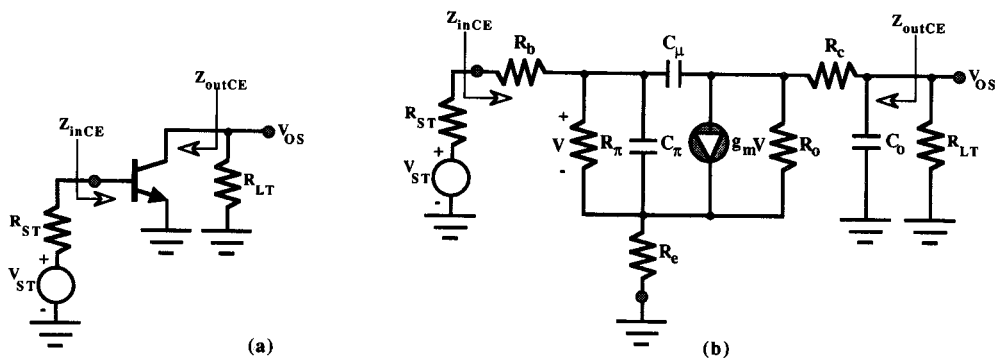 Z_inCE
Z_outCE
V_OS
R_ST
+
V_ST
-
R_LT
(a)
Z_inCE
R_b
C_μ
R_c
Z_outCE
V_OS
R_ST
+
V_ST
-
+
V
-
R_π
C_π
g_mV
R_o
C_o
R_LT
R_e
(b)